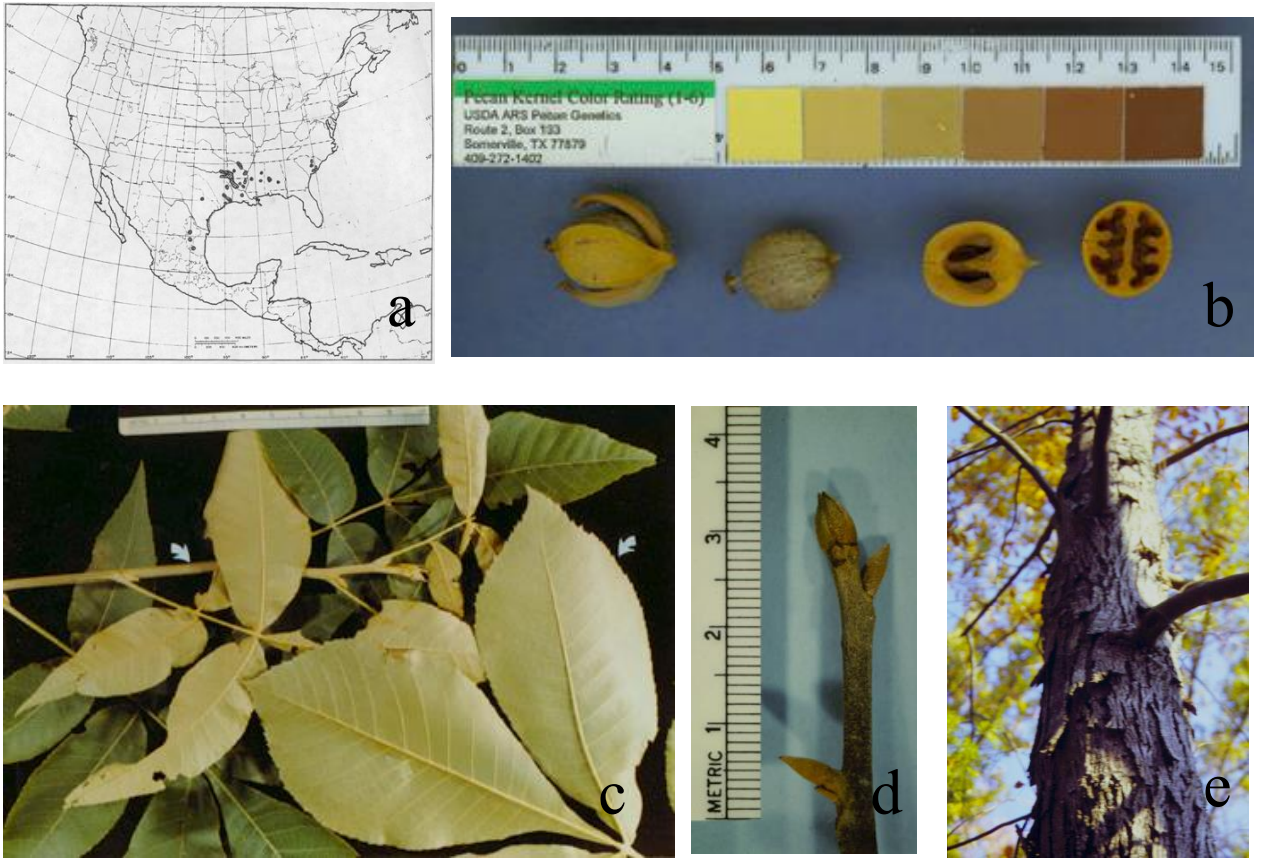 a
0 1 2 3 4 5 6 7 8 9 10 11 12 13 14 15
Pecan Kernel Color Rating (1-6)
USDA ARS Pecan Genetics
Route 2, Box 133
Somerville, TX 77879
409-272-1402
b
c
4
3
2
1
METRIC
d
e